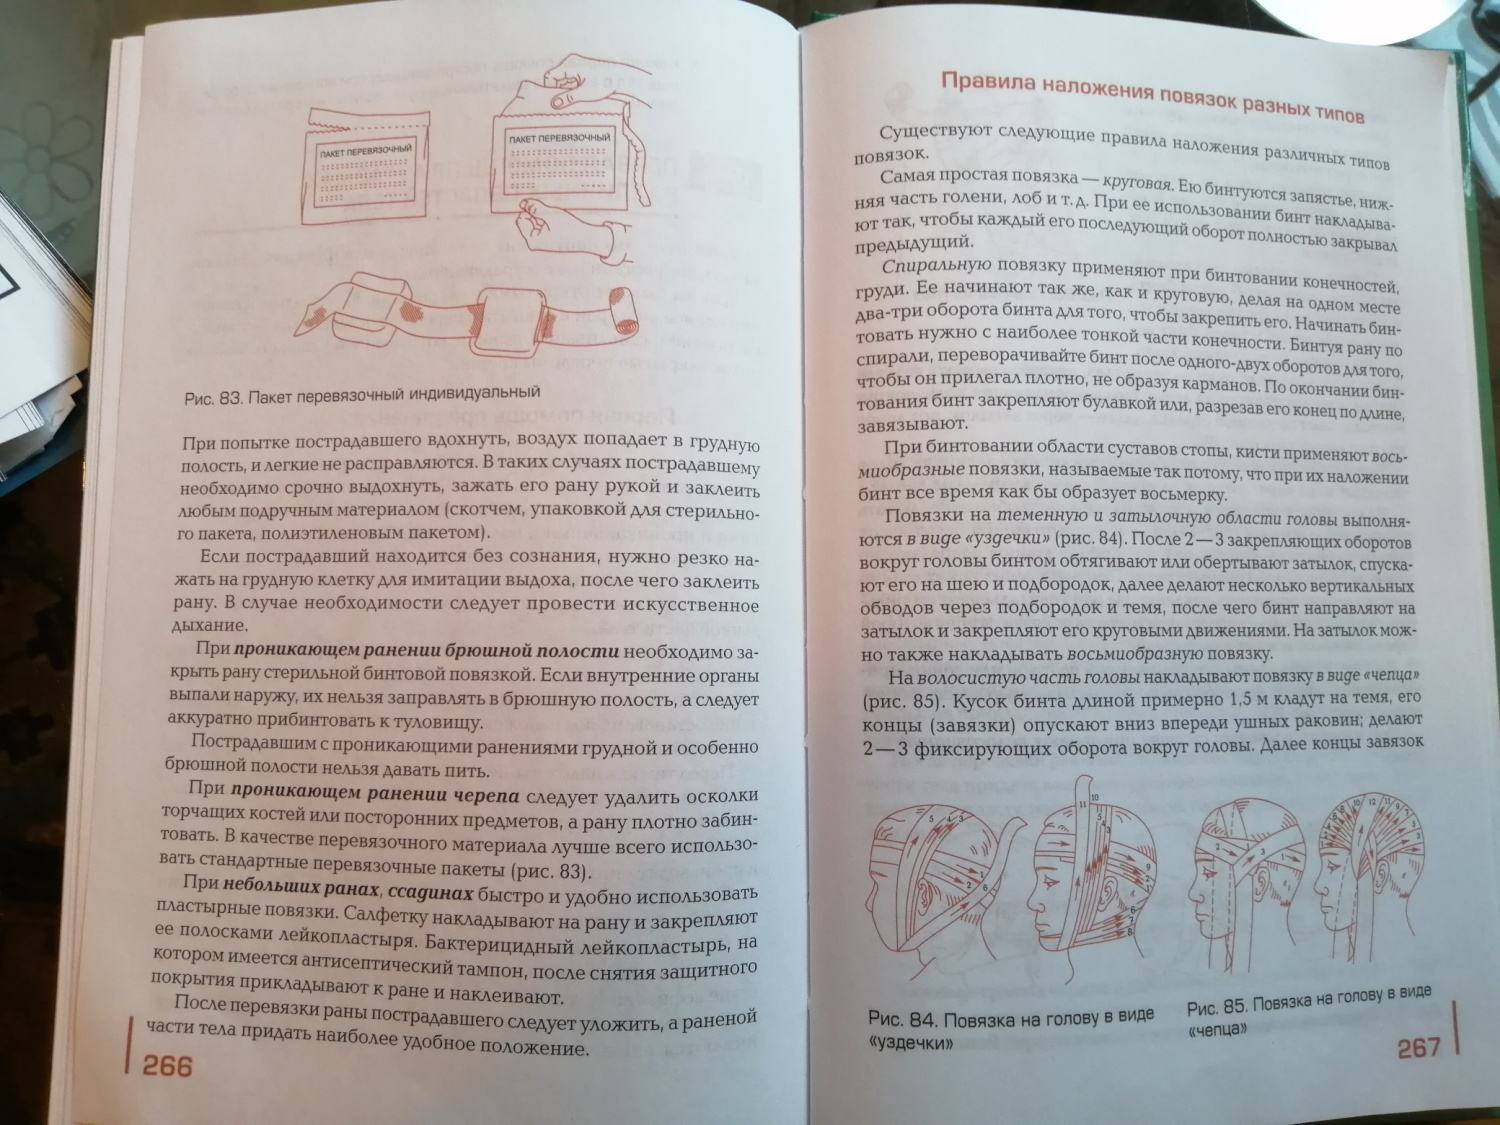 ПАКЕТ ПЕРЕВЯЗОЧНЫЙ
ПАКЕТ ПЕРЕВЯЗОЧНЫЙ
Рис. 83. Пакет перевязочный индивидуальный
При попытке пострадавшего вдохнуть, воздух попадает в грудную
полость, и легкие не расправляются. В таких случаях пострадавшему
необходимо срочно выдохнуть, зажать его рану рукой и заклеить
любым подручным материалом (скотчем, упаковкой для стерильно-
го пакета, полиэтиленовым пакетом).
Если пострадавший находится без сознания, нужно резко на-
жать на грудную клетку для имитации выдоха, после чего заклеить
рану. В случае необходимости следует провести искусственное
дыхание.
При проникающем ранении брюшной полости необходимо за-
крыть рану стерильной бинтовой повязкой. Если внутренние органы
выпали наружу, их нельзя заправлять в брюшную полость, а следует
аккуратно прибинтовать к туловищу.
Пострадавшим с проникающими ранениями грудной и особенно
брюшной полости нельзя давать пить.
При проникающем ранении черепа следует удалить осколки
торчащих костей или посторонних предметов, а рану плотно забин-
товать. В качестве перевязочного материала лучше всего использо-
вать стандартные перевязочные пакеты (рис. 83).
При небольших ранах, ссадинах быстро и удобно использовать
пластырные повязки. Салфетку накладывают на рану и закрепляют
ее полосками лейкопластыря. Бактерицидный лейкопластырь, на
котором имеется антисептический тампон, после снятия защитного
покрытия прикладывают к ране и наклеивают.
После перевязки раны пострадавшего следует уложить, а раненой
части тела придать наиболее удобное положение.
266
Правила наложения повязок разных типов
Существуют следующие правила наложения различных типов
повязок.
Самая простая повязка — круговая. Ею бинтуются запястье, ниж-
няя часть голени, лоб и т. д. При ее использовании бинт накладыва-
ют так, чтобы каждый его последующий оборот полностью закрывал
предыдущий.
Спиральную повязку применяют при бинтовании конечностей,
груди. Ее начинают так же, как и круговую, делая на одном месте
два-три оборота бинта для того, чтобы закрепить его. Начинать бин-
товать нужно с наиболее тонкой части конечности. Бинтуя рану по
спирали, переворачивайте бинт после одного-двух оборотов для того,
чтобы он прилегал плотно, не образуя карманов. По окончании бин-
тования бинт закрепляют булавкой или, разрезав его конец по длине,
завязывают.
При бинтовании области суставов стопы, кисти применяют вось-
миобразные повязки, называемые так потому, что при их наложении
бинт все время как бы образует восьмерку.
Повязки на теменную и затылочную области головы выполня-
ются в виде «уздечки» (рис. 84). После 2—3 закрепляющих оборотов
вокруг головы бинтом обтягивают или обертывают затылок, спуска-
ют его на шею и подбородок, далее делают несколько вертикальных
обводов через подбородок и темя, после чего бинт направляют на
затылок и закрепляют его круговыми движениями. На затылок мож-
но также накладывать восьмиобразную повязку.
На волосистую часть головы накладывают повязку в виде «чепца»
(рис. 85). Кусок бинта длиной примерно 1,5 м кладут на темя, его
концы (завязки) опускают вниз впереди ушных раковин; делают
2—3 фиксирующих оборота вокруг головы. Далее концы завязок
Рис. 84. Повязка на голову в виде
«уздечки»
Рис. 85. Повязка на голову в виде
«чепца»
267